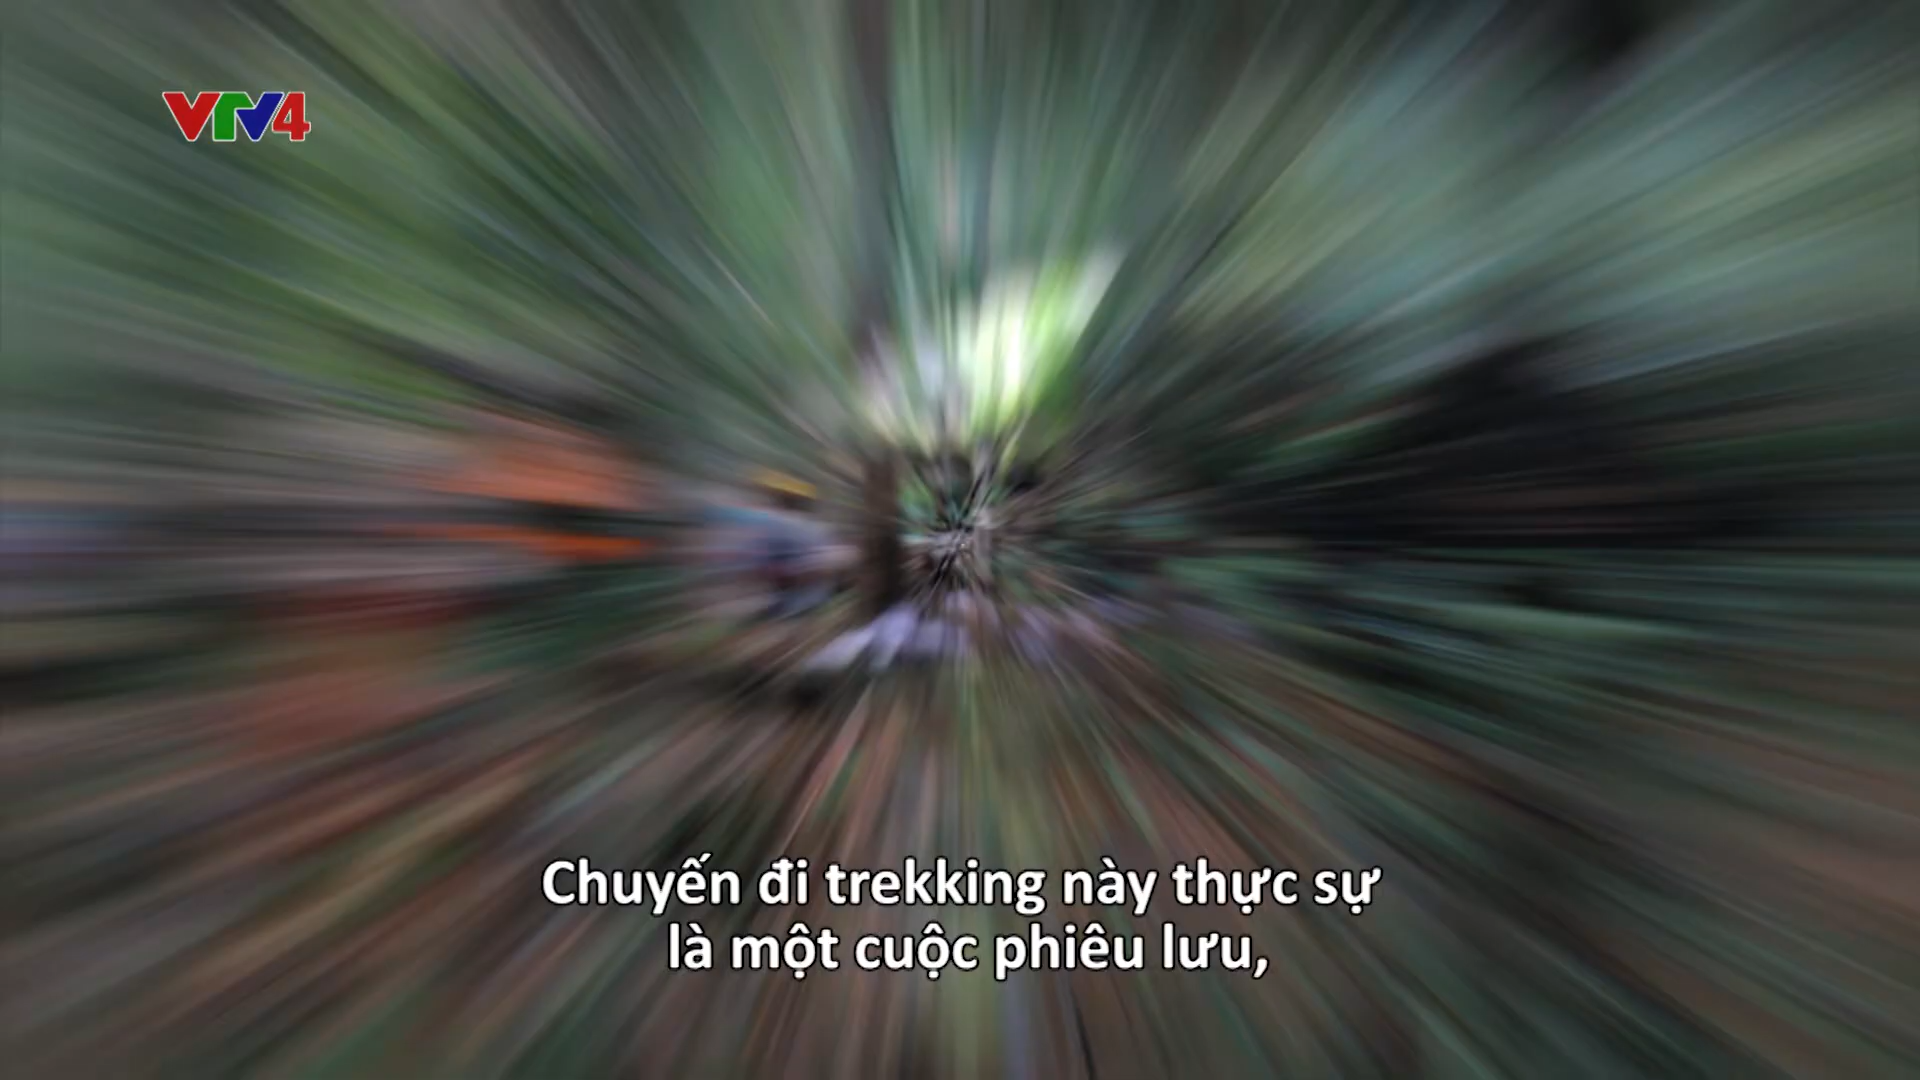 VTV4
Chuyến đi trekking này thực sự
là một cuộc phiêu lưu,